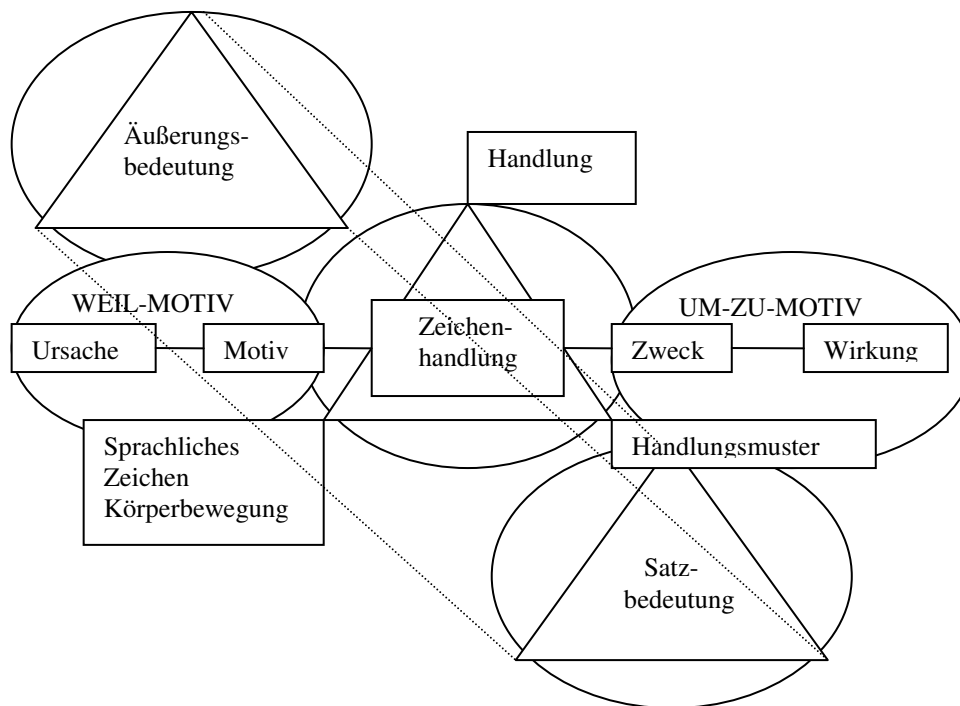 Äußerungs-
bedeutung
Handlung
WEIL-MOTIV
UM-ZU-MOTIV
Ursache
Motiv
Zeichen-
handlung
Zweck
Wirkung
Sprachliches
Zeichen
Körperbewegung
Handlungsmuster
Satz-
bedeutung